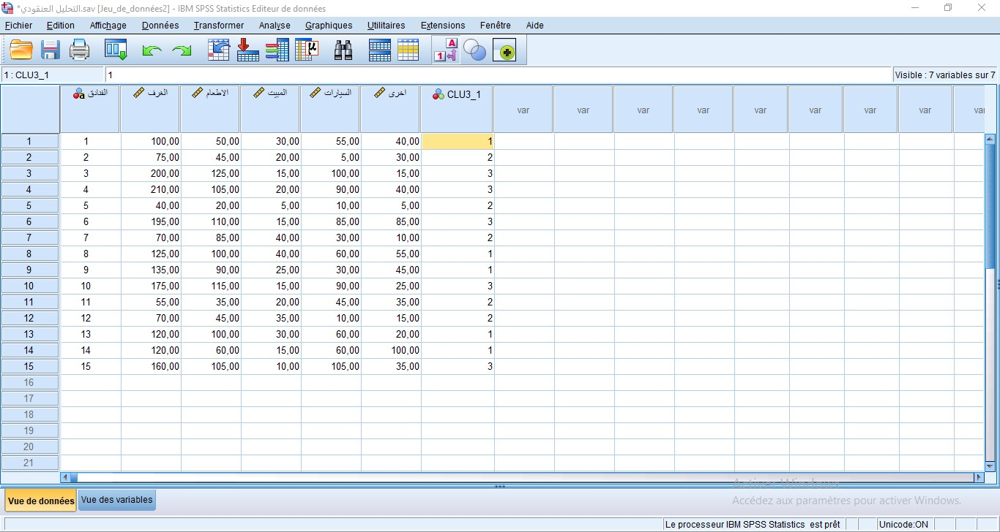 *التحليل العنقودي.sav [Jeu_de_données2] - IBM SPSS Statistics Editeur de données
Fichier Edition Affichage Données Transformer Analyse Graphiques Utilitaires Extensions Fenêtre Aide
1 : CLU3_1 1 Visible : 7 variables sur 7
الفنادق الغرف الاطعام المبيت السيارات اخرى CLU3_1 var var var var var var var var var
1 1 100,00 50,00 30,00 55,00 40,00 1
2 2 75,00 45,00 20,00 5,00 30,00 2
3 3 200,00 125,00 15,00 100,00 15,00 3
4 4 210,00 105,00 20,00 90,00 40,00 3
5 5 40,00 20,00 5,00 10,00 5,00 2
6 6 195,00 110,00 15,00 85,00 85,00 3
7 7 70,00 85,00 40,00 30,00 10,00 2
8 8 125,00 100,00 40,00 60,00 55,00 1
9 9 135,00 90,00 25,00 30,00 45,00 1
10 10 175,00 115,00 15,00 90,00 25,00 3
11 11 55,00 35,00 20,00 45,00 35,00 2
12 12 70,00 45,00 35,00 10,00 15,00 2
13 13 120,00 100,00 30,00 60,00 20,00 1
14 14 120,00 60,00 15,00 60,00 100,00 1
15 15 160,00 105,00 10,00 105,00 35,00 3
16
17
18
19
20
21
Vue de données Vue des variables
Activer Windows
Accédez aux paramètres pour activer Windows.
Le processeur IBM SPSS Statistics est prêt Unicode:ON